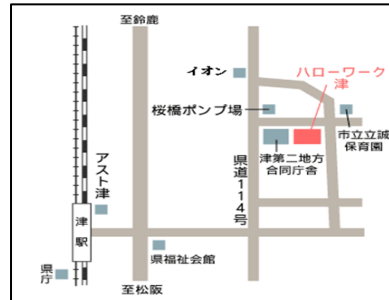 至鈴鹿
イオン
ハローワーク
津
桜橋ポンプ場
市立立誠
保育園
津第二地方
合同庁舎
県道114号
アスト津
津駅
県福祉会館
県庁
至松阪